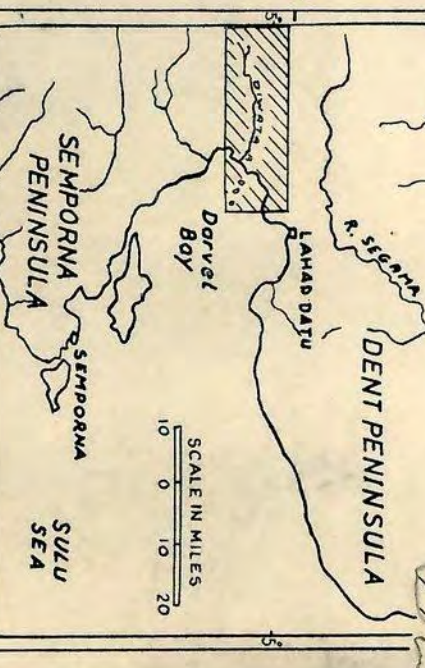 5°
R. SEGAMA
DENT PENINSULA
LAHAD DATU
DIWATA
Darvel
Bay
SEMPORNA
PENINSULA
SEMPORNA
SCALE IN MILES
10 0 10 20
SULU
SEA
5°